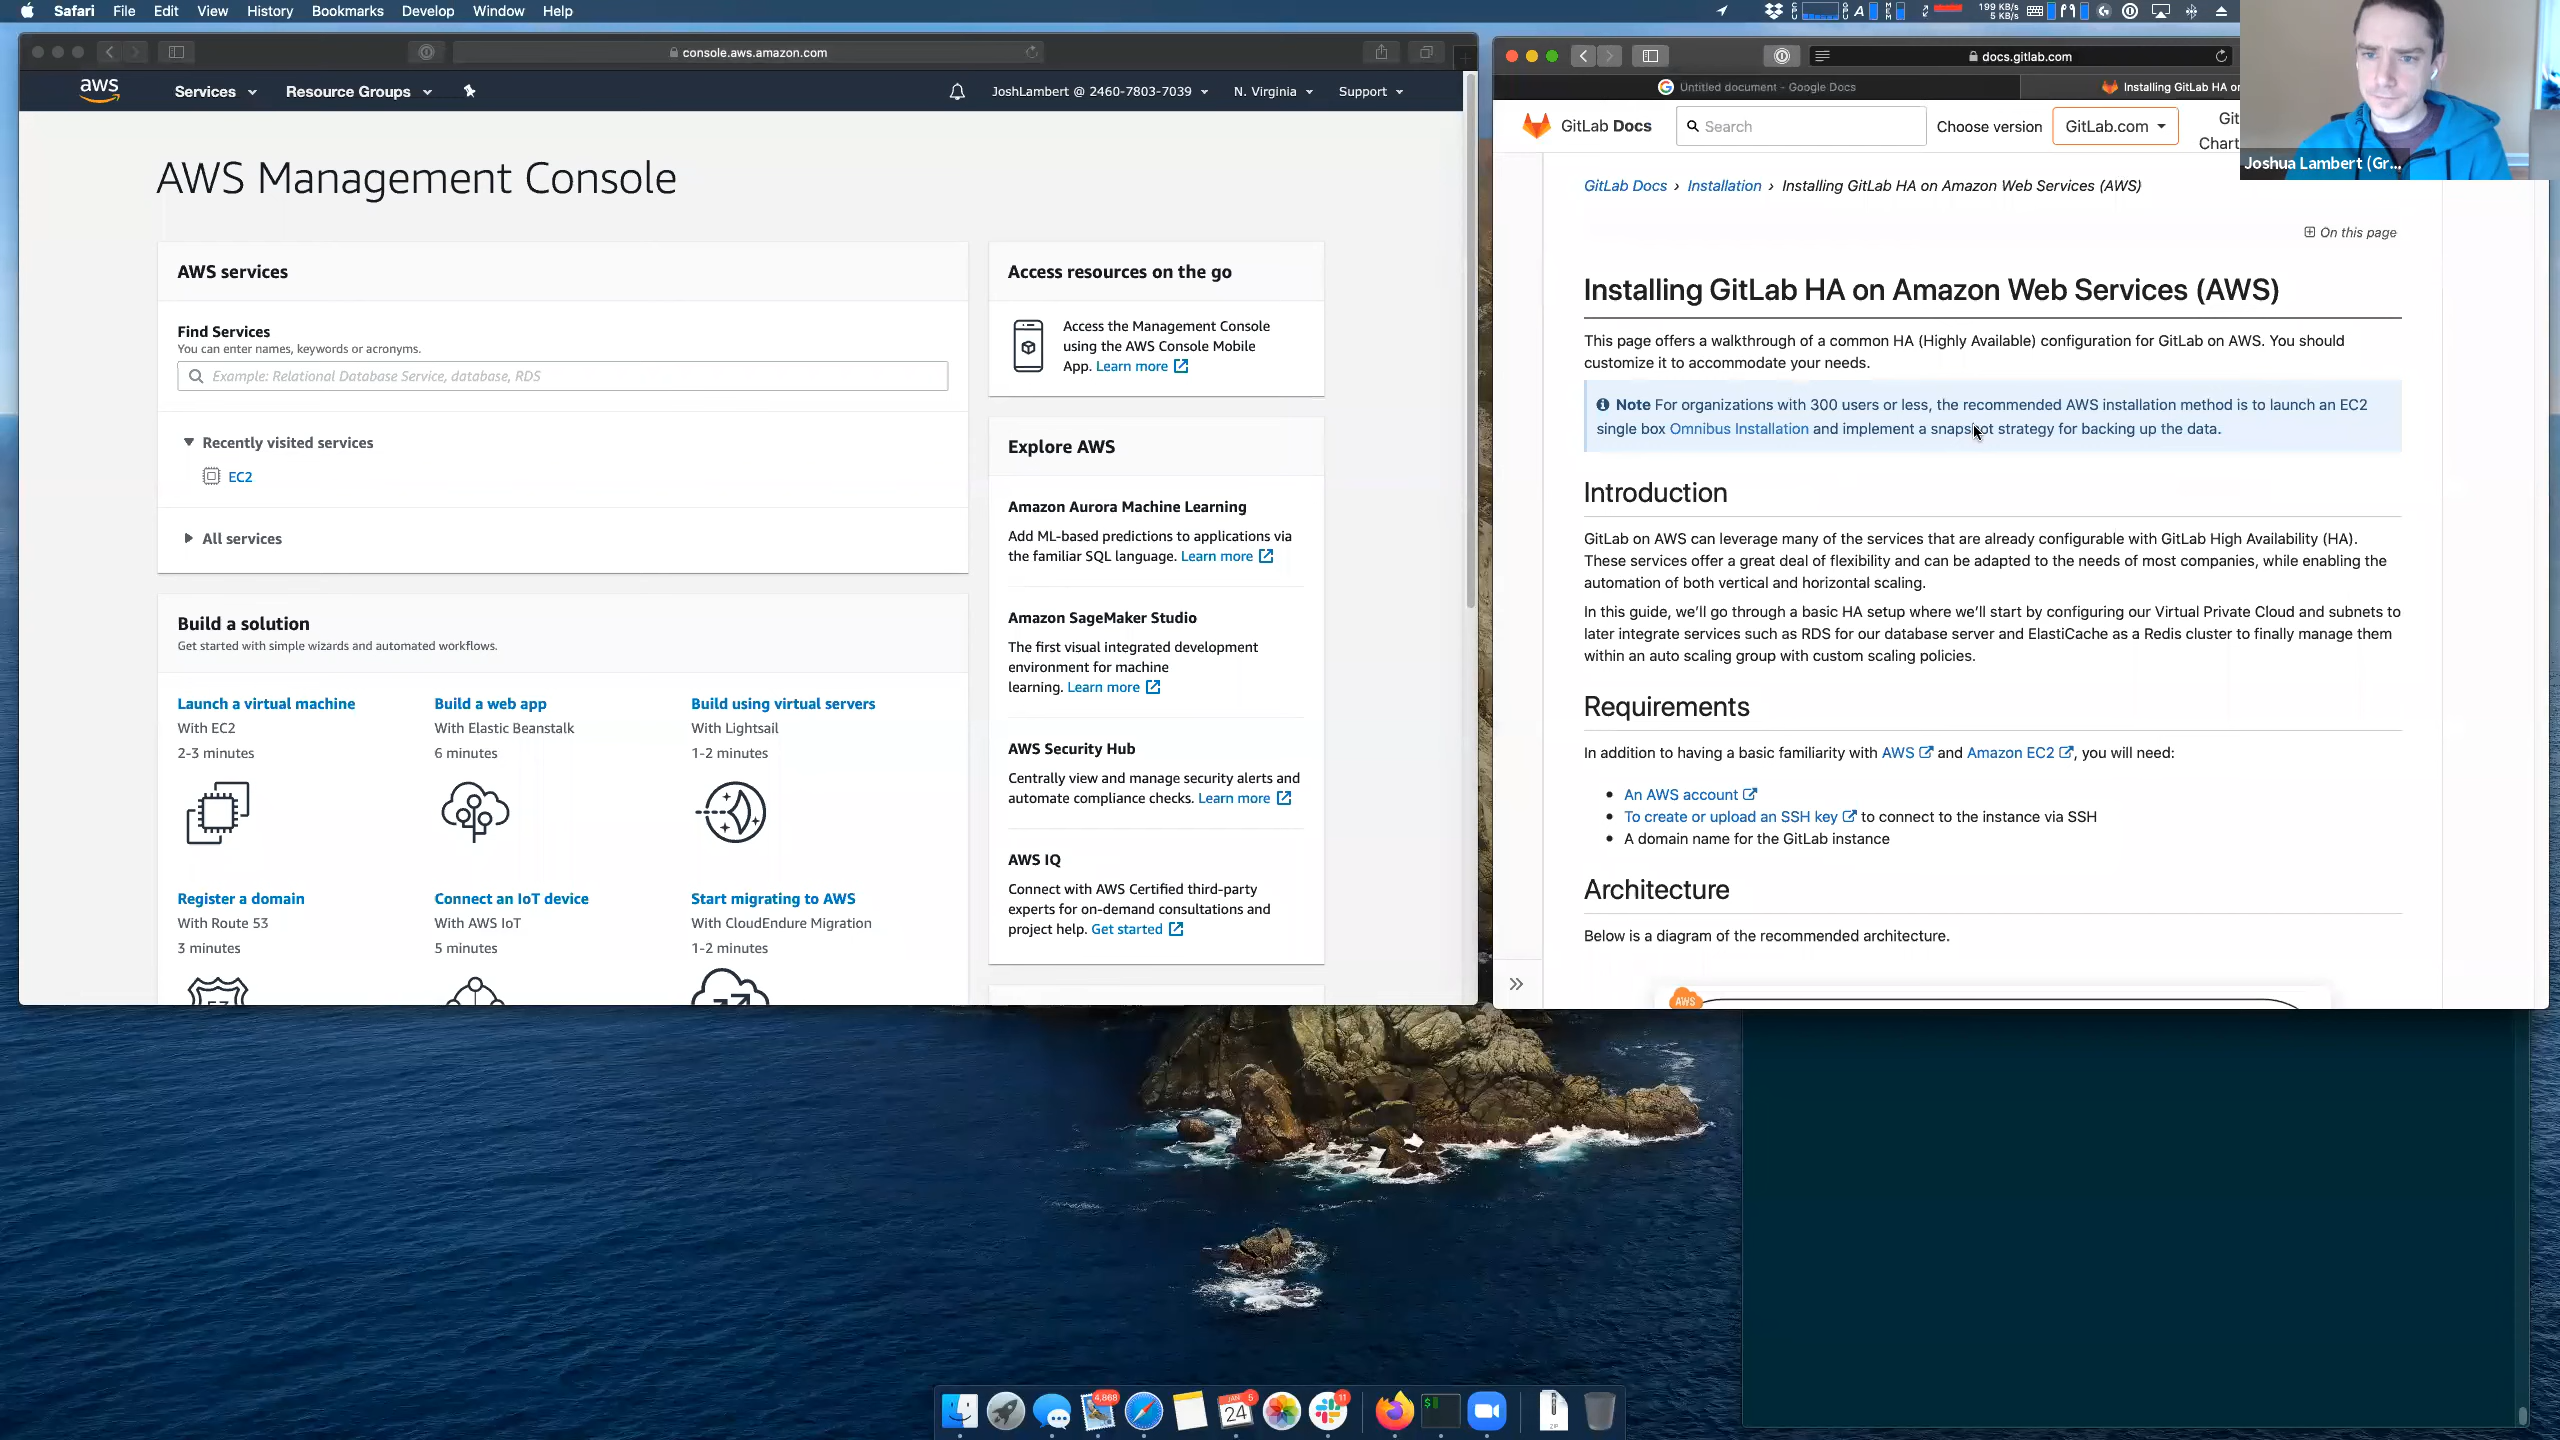 Safari File Edit View History Bookmarks Develop Window Help
199 KB/s
5 KB/s
console.aws.amazon.com
aws Services Resource Groups JoshLambert @ 2460-7803-7039 N. Virginia Support
AWS Management Console
AWS services
Find Services
You can enter names, keywords or acronyms.
Example: Relational Database Service, database, RDS
Recently visited services
EC2
All services
Build a solution
Get started with simple wizards and automated workflows.
Launch a virtual machine
With EC2
2-3 minutes
Build a web app
With Elastic Beanstalk
6 minutes
Build using virtual servers
With Lightsail
1-2 minutes
Register a domain
With Route 53
3 minutes
Connect an IoT device
With AWS IoT
5 minutes
Start migrating to AWS
With CloudEndure Migration
1-2 minutes
Access resources on the go
Access the Management Console
using the AWS Console Mobile
App. Learn more
Explore AWS
Amazon Aurora Machine Learning
Add ML-based predictions to applications via
the familiar SQL language. Learn more
Amazon SageMaker Studio
The first visual integrated development
environment for machine
learning. Learn more
AWS Security Hub
Centrally view and manage security alerts and
automate compliance checks. Learn more
AWS IQ
Connect with AWS Certified third-party
experts for on-demand consultations and
project help. Get started
docs.gitlab.com
Untitled document - Google Docs
Installing GitLab HA o
GitLab Docs Search Choose version GitLab.com Git
Chart
Joshua Lambert (Gr...
GitLab Docs › Installation › Installing GitLab HA on Amazon Web Services (AWS)
On this page
Installing GitLab HA on Amazon Web Services (AWS)
This page offers a walkthrough of a common HA (Highly Available) configuration for GitLab on AWS. You should
customize it to accommodate your needs.
Note For organizations with 300 users or less, the recommended AWS installation method is to launch an EC2
single box Omnibus Installation and implement a snapshot strategy for backing up the data.
Introduction
GitLab on AWS can leverage many of the services that are already configurable with GitLab High Availability (HA).
These services offer a great deal of flexibility and can be adapted to the needs of most companies, while enabling the
automation of both vertical and horizontal scaling.
In this guide, we'll go through a basic HA setup where we'll start by configuring our Virtual Private Cloud and subnets to
later integrate services such as RDS for our database server and ElastiCache as a Redis cluster to finally manage them
within an auto scaling group with custom scaling policies.
Requirements
In addition to having a basic familiarity with AWS and Amazon EC2, you will need:
• An AWS account
• To create or upload an SSH key to connect to the instance via SSH
• A domain name for the GitLab instance
Architecture
Below is a diagram of the recommended architecture.
AWS
4,868
JAN
24
5
11
$
ZIP